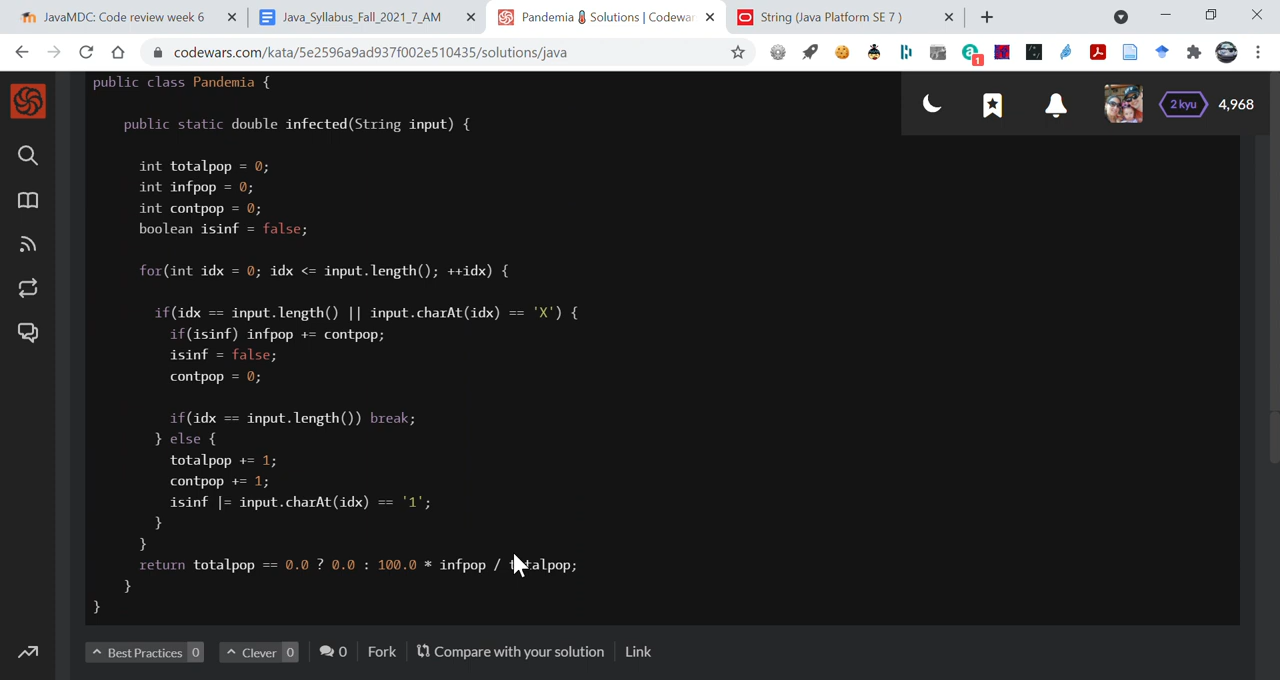 JavaMDC: Code review week 6
Java_Syllabus_Fall_2021_7_AM
Pandemia Solutions | Codewar
String (Java Platform SE 7 )
codewars.com/kata/5e2596a9ad937f002e510435/solutions/java
1
2 kyu
4,968
public class Pandemia {
public static double infected(String input) {
int totalpop = 0;
int infpop = 0;
int contpop = 0;
boolean isinf = false;
for(int idx = 0; idx <= input.length(); ++idx) {
if(idx == input.length() || input.charAt(idx) == 'X') {
if(isinf) infpop += contpop;
isinf = false;
contpop = 0;
if(idx == input.length()) break;
} else {
totalpop += 1;
contpop += 1;
isinf |= input.charAt(idx) == '1';
}
}
return totalpop == 0.0 ? 0.0 : 100.0 * infpop / totalpop;
}
}
Best Practices 0
Clever 0
0
Fork
Compare with your solution
Link